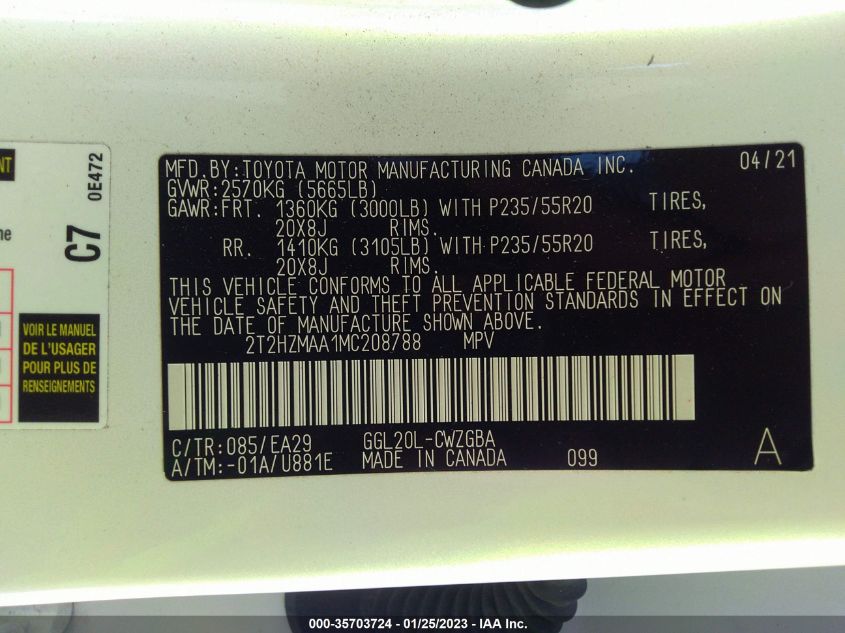 MFD.BY:TOYOTA MOTOR MANUFACTURING CANADA INC. 04/21
GVWR:2570KG (5665LB)
GAWR:FRT. 1360KG (3000LB) WITH P235/55R20 TIRES,
20X8J RIMS.
RR. 1410KG (3105LB) WITH P235/55R20 TIRES,
20X8J RIMS.
THIS VEHICLE CONFORMS TO ALL APPLICABLE FEDERAL MOTOR
VEHICLE SAFETY AND THEFT PREVENTION STANDARDS IN EFFECT ON
THE DATE OF MANUFACTURE SHOWN ABOVE.
2T2HZMAA1MC208788 MPV
C/TR:085/EA29 GGL20L-CWZGBA
A/TM:-01A/U881E MADE IN CANADA 099 A
C7 0E472
VOIR LE MANUEL
DE L'USAGER
POUR PLUS DE
RENSEIGNEMENTS
000-35703724 - 01/25/2023 - IAA Inc.